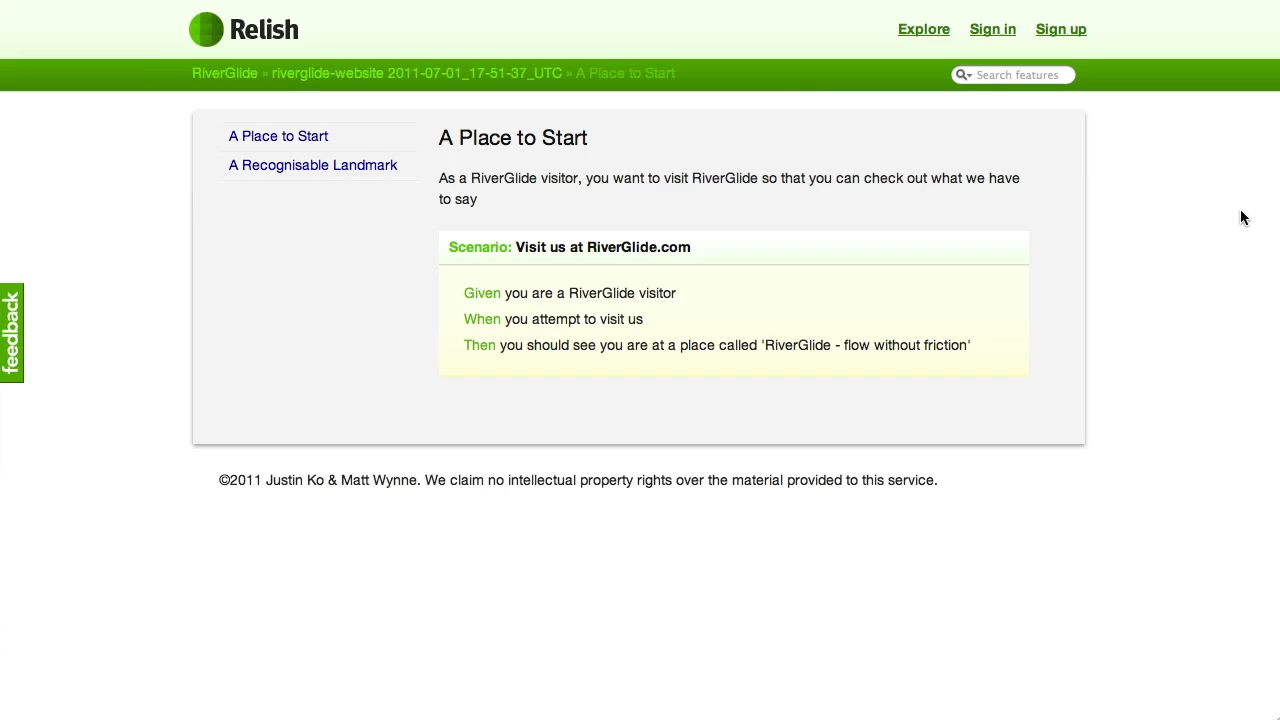 Relish
Explore Sign in Sign up
RiverGlide » riverglide-website 2011-07-01_17-51-37_UTC » A Place to Start
Search features
A Place to Start
A Recognisable Landmark
A Place to Start
As a RiverGlide visitor, you want to visit RiverGlide so that you can check out what we have
to say
Scenario: Visit us at RiverGlide.com
Given you are a RiverGlide visitor
When you attempt to visit us
Then you should see you are at a place called 'RiverGlide - flow without friction'
feedback
©2011 Justin Ko & Matt Wynne. We claim no intellectual property rights over the material provided to this service.